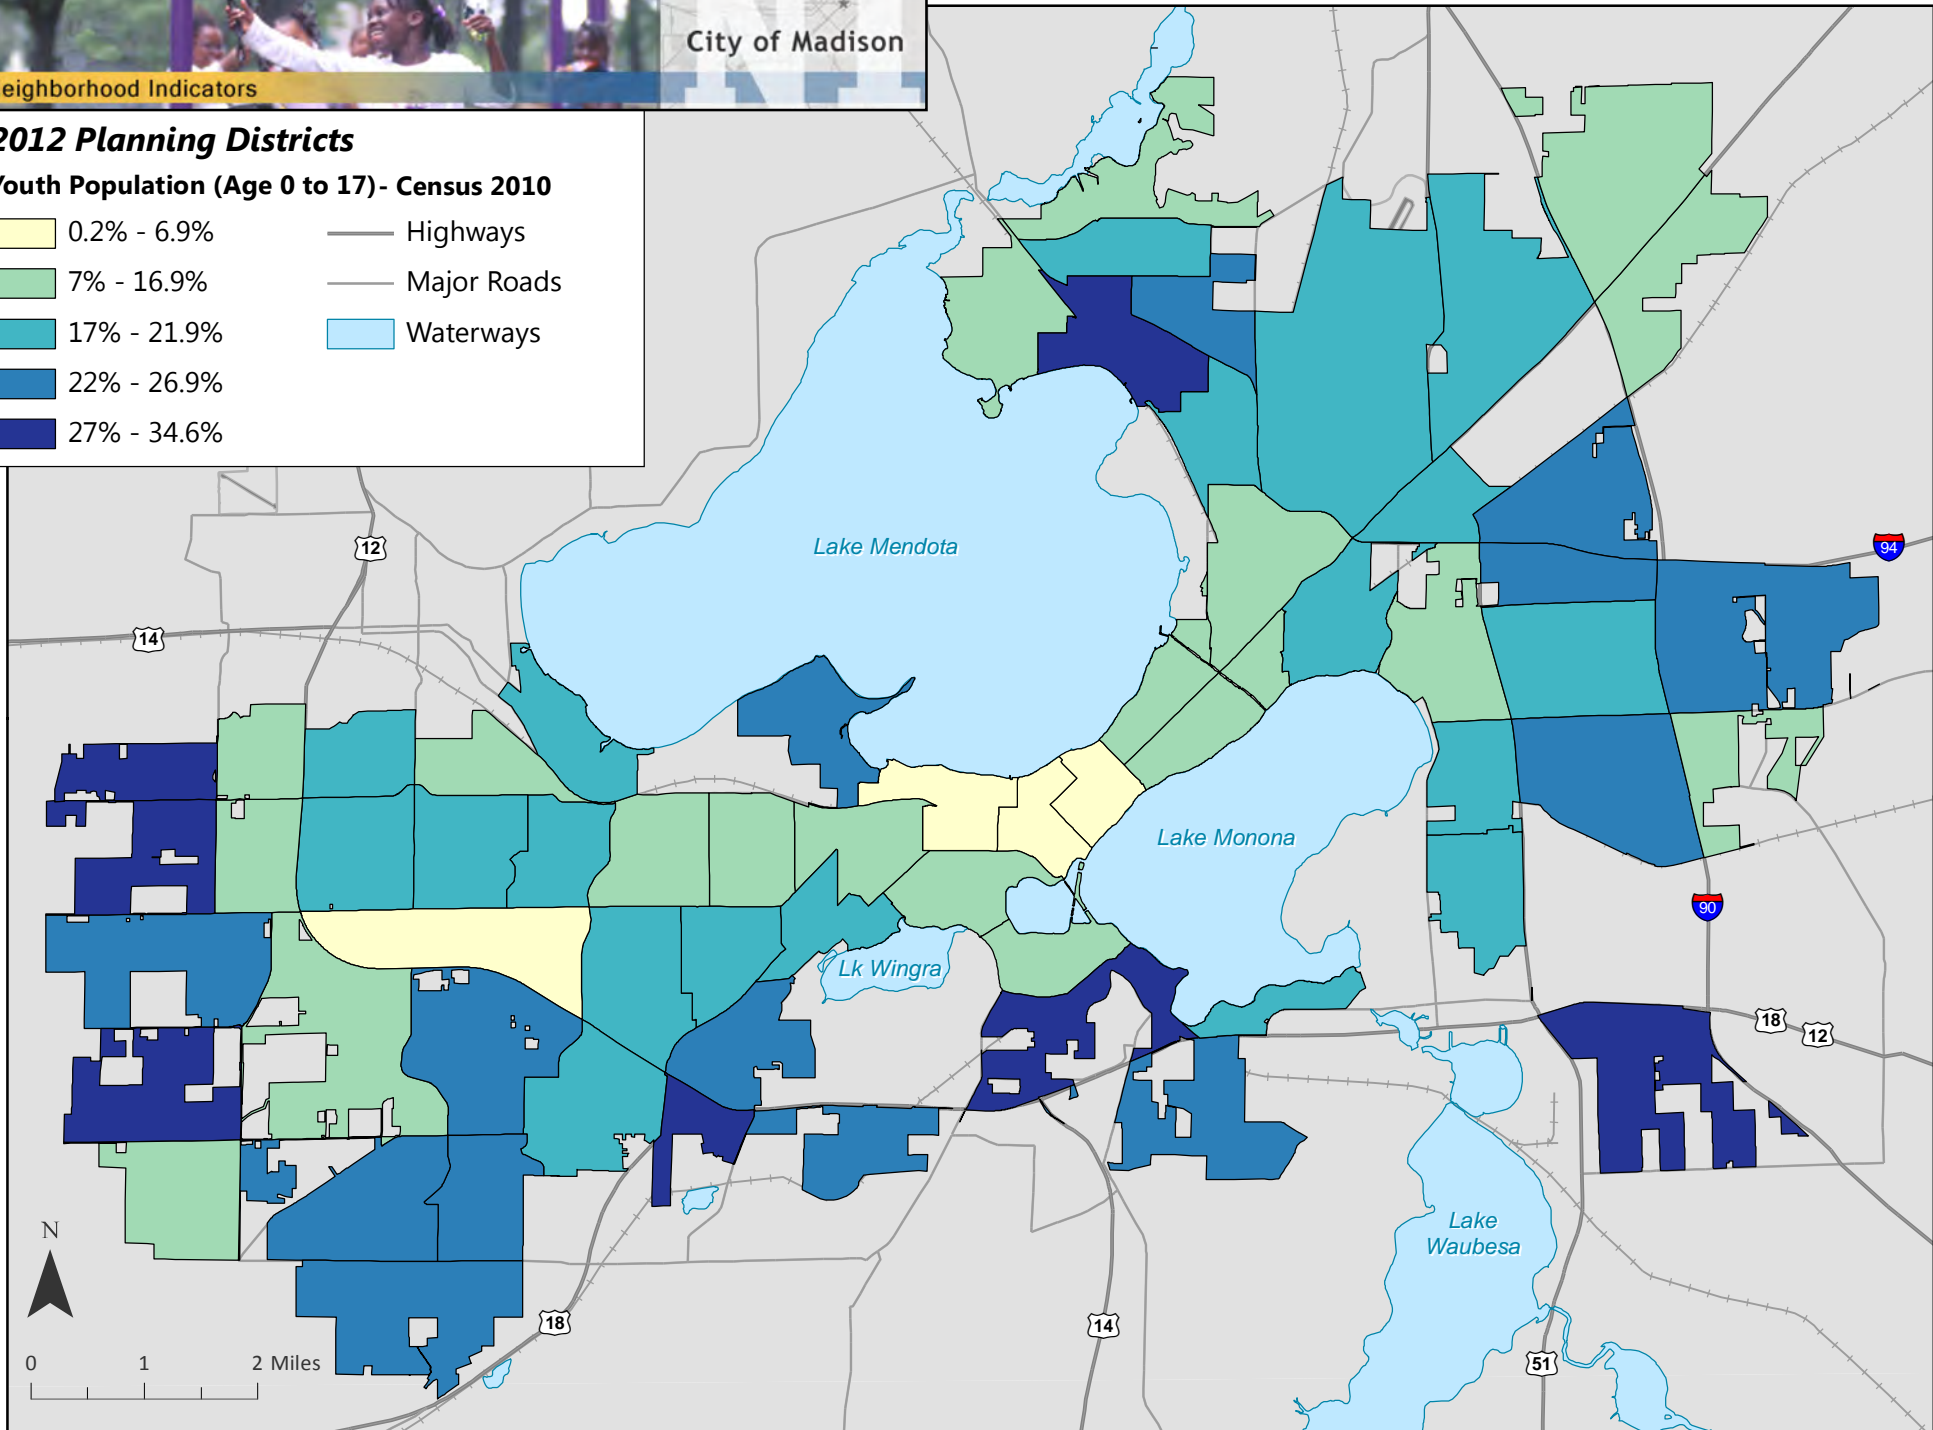 City of Madison
eighborhood Indicators
2012 Planning Districts
Youth Population (Age 0 to 17) - Census 2010
0.2% - 6.9%
Highways
7% - 16.9%
Major Roads
17% - 21.9%
Waterways
22% - 26.9%
27% - 34.6%
12
Lake Mendota
94
14
Lake Monona
90
Lk Wingra
18
12
Lake
Waubesa
N
18
14
0 1 2 Miles
51